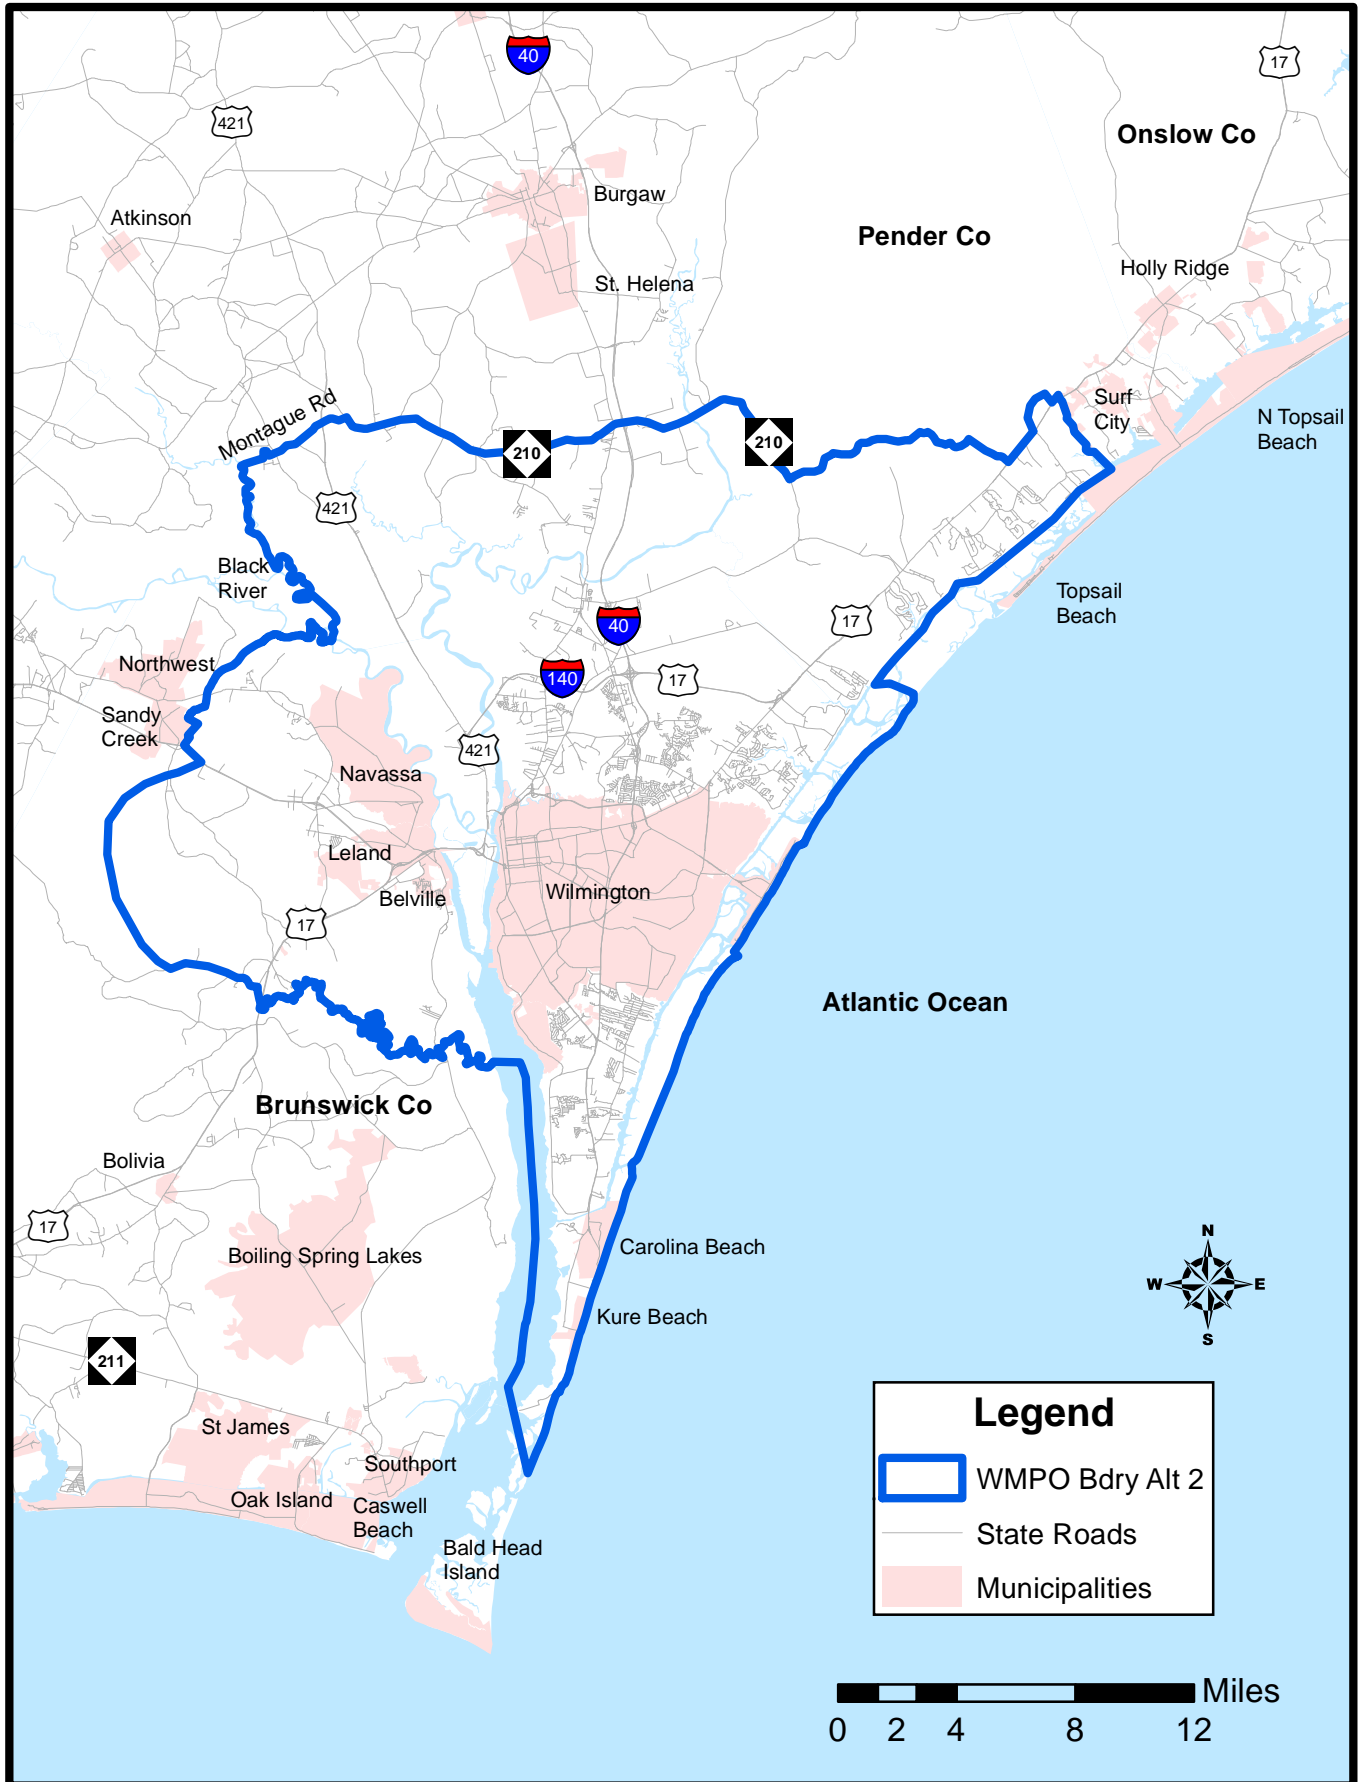 40
17
421
Onslow Co
Burgaw
Atkinson
Pender Co
Holly Ridge
St. Helena
Montague Rd
Surf
City
N Topsail
Beach
210
210
421
Black
River
Topsail
Beach
40
17
Northwest
140
17
Sandy
Creek
421
Navassa
Leland
Belville
Wilmington
17
Atlantic Ocean
Brunswick Co
Bolivia
17
Boiling Spring Lakes
Carolina Beach
N
W
E
S
Kure Beach
211
St James
Southport
Oak Island
Caswell
Beach
Bald Head
Island
Legend
WMPO Bdry Alt 2
State Roads
Municipalities
Miles
0 2 4 8 12